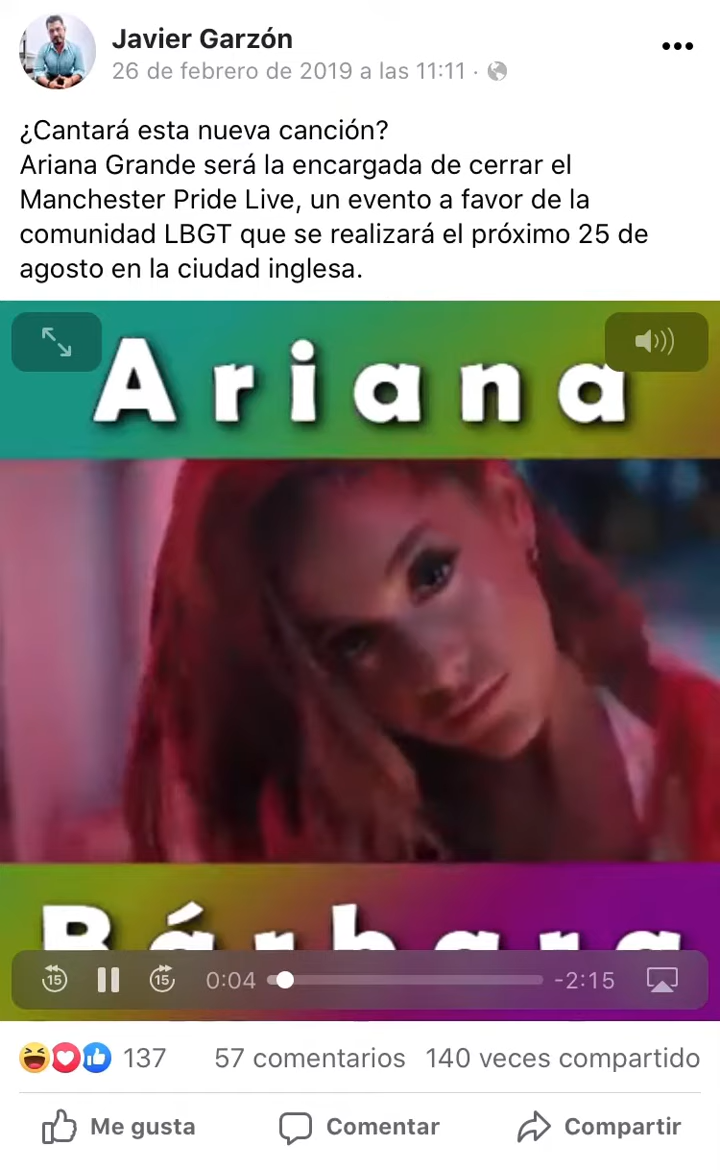 Javier Garzón
26 de febrero de 2019 a las 11:11 ·
¿Cantará esta nueva canción?
Ariana Grande será la encargada de cerrar el
Manchester Pride Live, un evento a favor de la
comunidad LBGT que se realizará el próximo 25 de
agosto en la ciudad inglesa.
Ariana
Bárbara
15 15 0:04 -2:15
137 57 comentarios 140 veces compartido
Me gusta Comentar Compartir